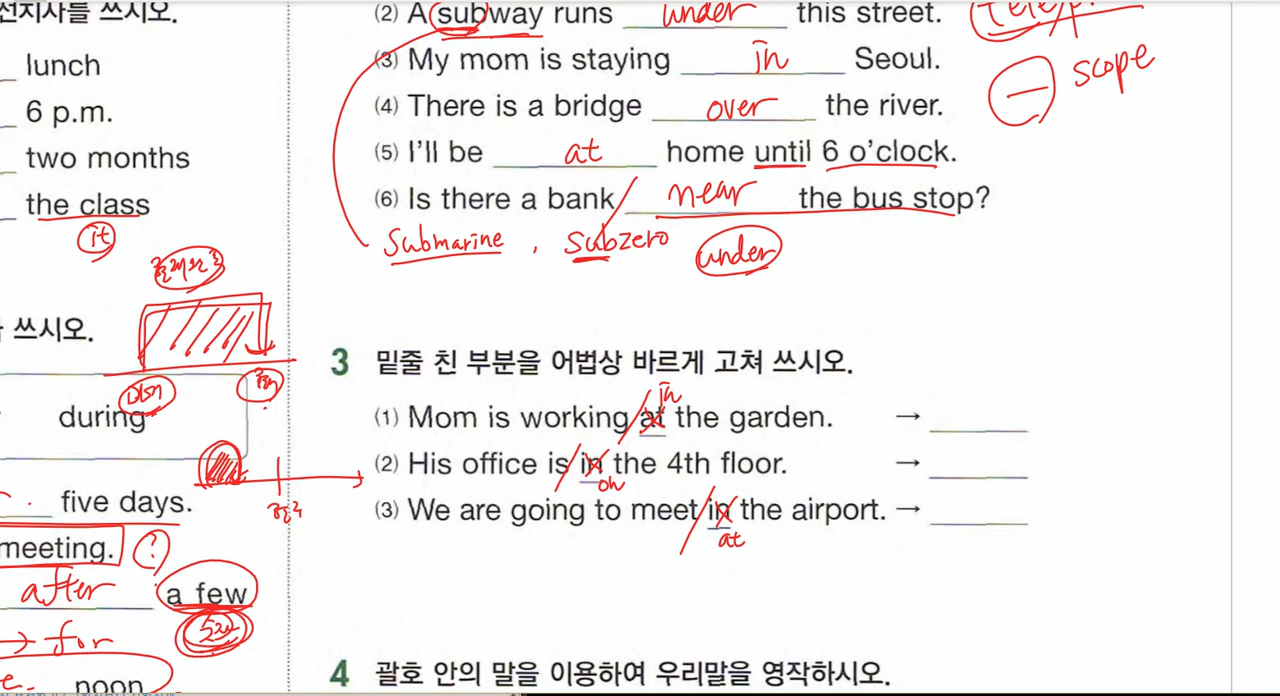 선지사를 쓰시오.
lunch
6 p.m.
two months
the class
it
쓰시오.
during
five days.
meeting. ?
after a few
→ for
noon
(2) A subway runs under this street.
(3) My mom is staying in Seoul.
(4) There is a bridge over the river.
(5) I'll be at home until 6 o'clock.
(6) Is there a bank near the bus stop?
scope
submarine , subzero under
3 밑줄 친 부분을 어법상 바르게 고쳐 쓰시오.
in
(1) Mom is working at the garden. →
(2) His office is in the 4th floor. →
on
(3) We are going to meet in the airport. →
at
4 괄호 안의 말을 이용하여 우리말을 영작하시오.